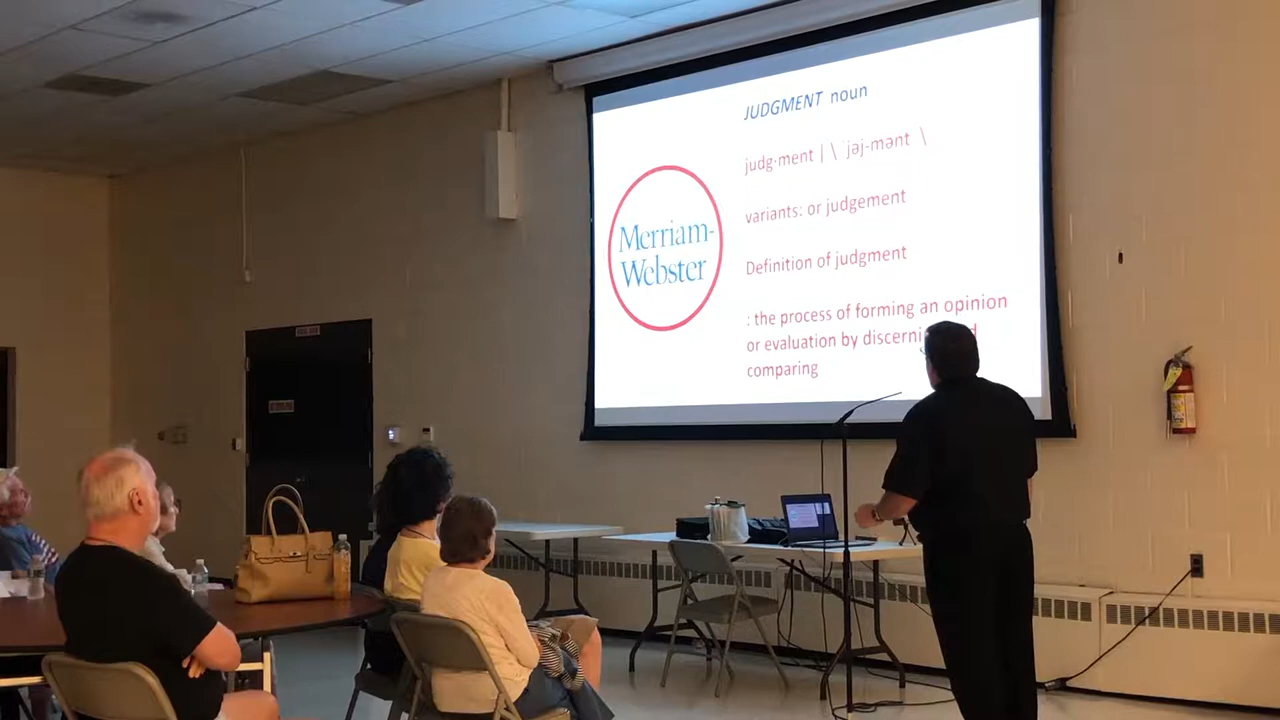 JUDGMENT noun
judg·ment | \ ˈjəj-mənt \
variants: or judgement
Merriam-
Webster
Definition of judgment
: the process of forming an opinion
or evaluation by
comparing